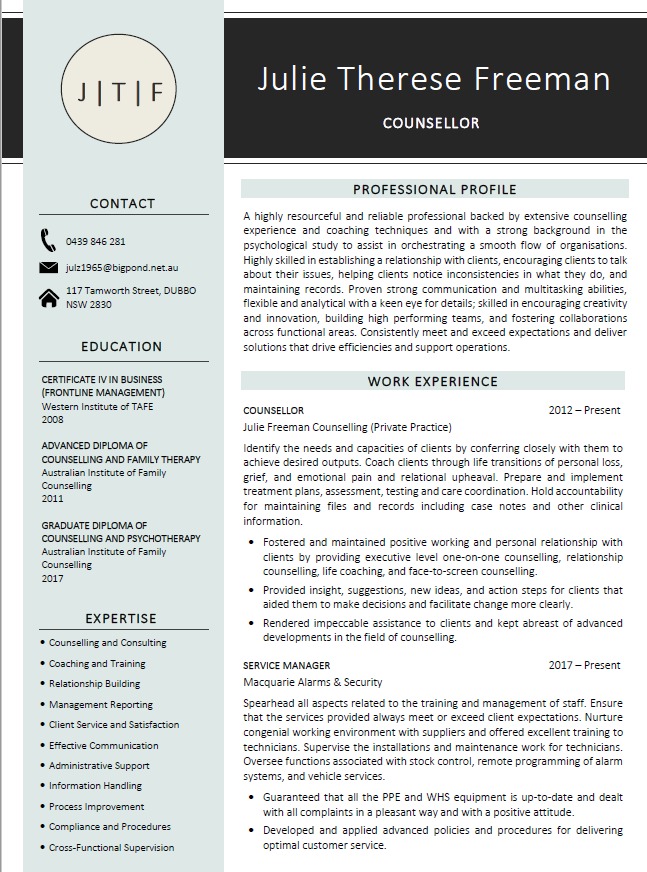 J | T | F
Julie Therese Freeman
COUNSELLOR
CONTACT
0439 846 281
julz1965@bigpond.net.au
117 Tamworth Street, DUBBO
NSW 2830
EDUCATION
CERTIFICATE IV IN BUSINESS
(FRONTLINE MANAGEMENT)
Western Institute of TAFE
2008
ADVANCED DIPLOMA OF
COUNSELLING AND FAMILY THERAPY
Australian Institute of Family
Counselling
2011
GRADUATE DIPLOMA OF
COUNSELLING AND PSYCHOTHERAPY
Australian Institute of Family
Counselling
2017
EXPERTISE
• Counselling and Consulting
• Coaching and Training
• Relationship Building
• Management Reporting
• Client Service and Satisfaction
• Effective Communication
• Administrative Support
• Information Handling
• Process Improvement
• Compliance and Procedures
• Cross-Functional Supervision
PROFESSIONAL PROFILE
A highly resourceful and reliable professional backed by extensive counselling
experience and coaching techniques and with a strong background in the
psychological study to assist in orchestrating a smooth flow of organisations.
Highly skilled in establishing a relationship with clients, encouraging clients to talk
about their issues, helping clients notice inconsistencies in what they do, and
maintaining records. Proven strong communication and multitasking abilities,
flexible and analytical with a keen eye for details; skilled in encouraging creativity
and innovation, building high performing teams, and fostering collaborations
across functional areas. Consistently meet and exceed expectations and deliver
solutions that drive efficiencies and support operations.
WORK EXPERIENCE
COUNSELLOR 2012 – Present
Julie Freeman Counselling (Private Practice)
Identify the needs and capacities of clients by conferring closely with them to
achieve desired outputs. Coach clients through life transitions of personal loss,
grief, and emotional pain and relational upheaval. Prepare and implement
treatment plans, assessment, testing and care coordination. Hold accountability
for maintaining files and records including case notes and other clinical
information.
• Fostered and maintained positive working and personal relationship with
clients by providing executive level one-on-one counselling, relationship
counselling, life coaching, and face-to-screen counselling.
• Provided insight, suggestions, new ideas, and action steps for clients that
aided them to make decisions and facilitate change more clearly.
• Rendered impeccable assistance to clients and kept abreast of advanced
developments in the field of counselling.
SERVICE MANAGER 2017 – Present
Macquarie Alarms & Security
Spearhead all aspects related to the training and management of staff. Ensure
that the services provided always meet or exceed client expectations. Nurture
congenial working environment with suppliers and offered excellent training to
technicians. Supervise the installations and maintenance work for technicians.
Oversee functions associated with stock control, remote programming of alarm
systems, and vehicle services.
• Guaranteed that all the PPE and WHS equipment is up-to-date and dealt
with all complaints in a pleasant way and with a positive attitude.
• Developed and applied advanced policies and procedures for delivering
optimal customer service.